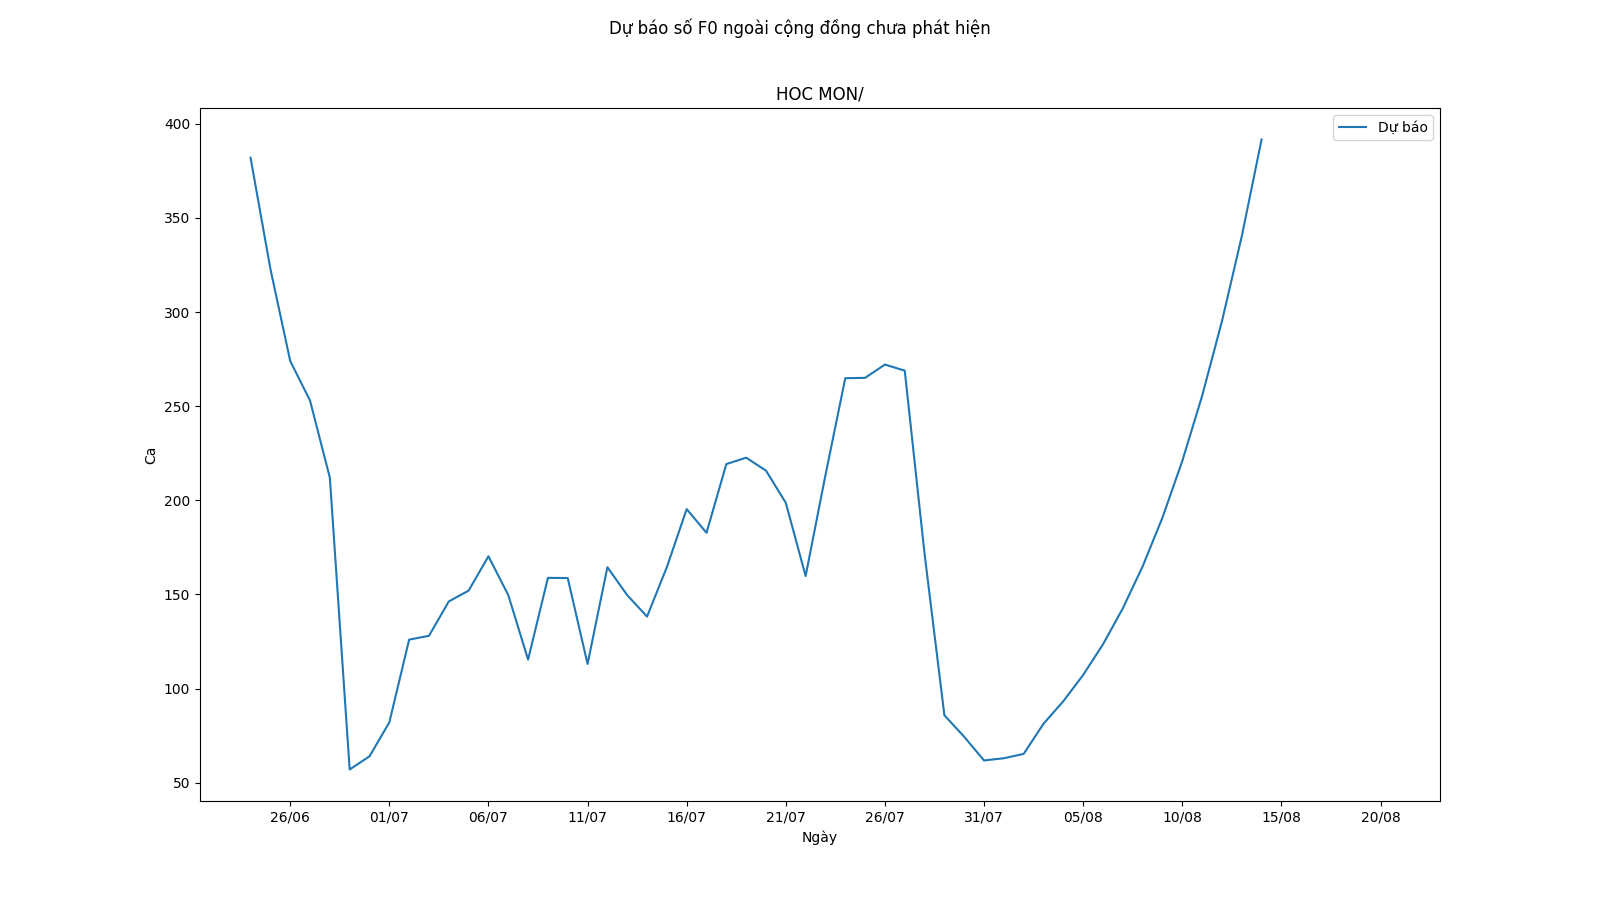 Dự báo số F0 ngoài cộng đồng chưa phát hiện
HOC MON/
Dự báo
400
350
300
250
200
150
100
50
Ca
26/06 01/07 06/07 11/07 16/07 21/07 26/07 31/07 05/08 10/08 15/08 20/08
Ngày